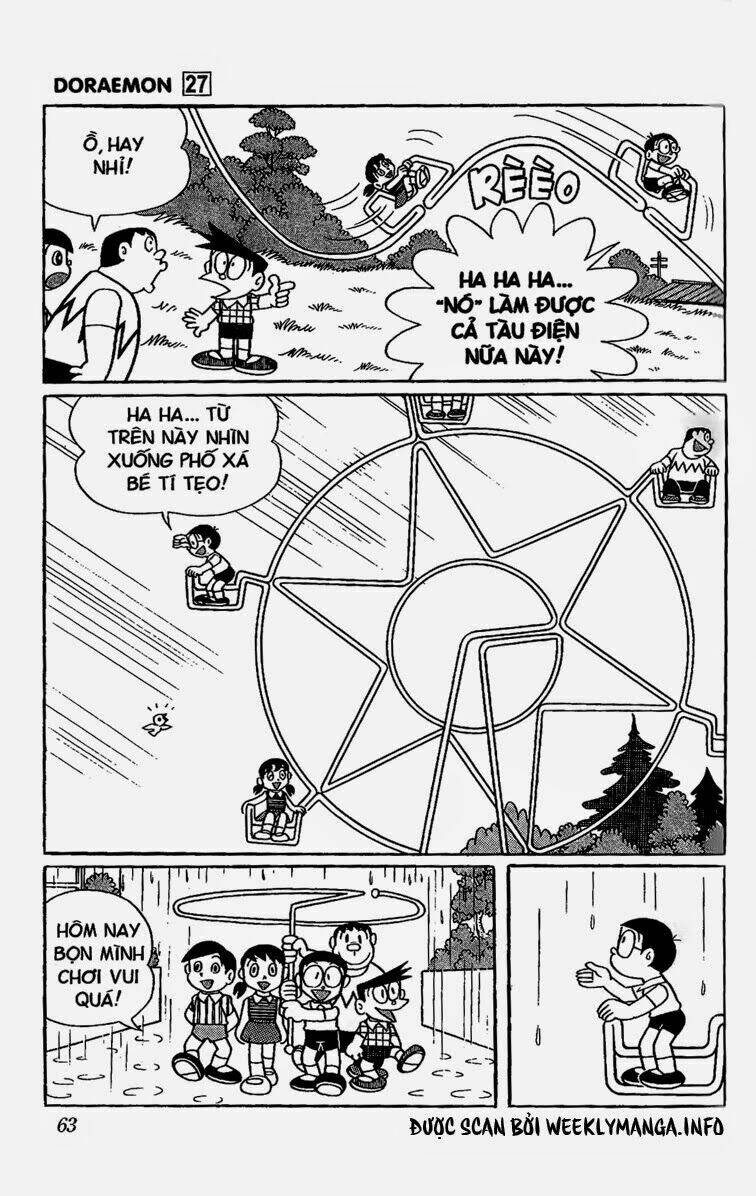 DORAEMON 27
Ồ, HAY
NHỈ!
RÈÈO
HA HA HA...
"NÓ" LÀM ĐƯỢC
CẢ TÀU ĐIỆN
NỮA NÀY!
HA HA... TỪ
TRÊN NÀY NHÌN
XUỐNG PHỐ XÁ
BÉ TÍ TẸO!
HÔM NAY
BỌN MÌNH
CHƠI VUI
QUÁ!
63
ĐƯỢC SCAN BỞI WEEKLYMANGA.INFO